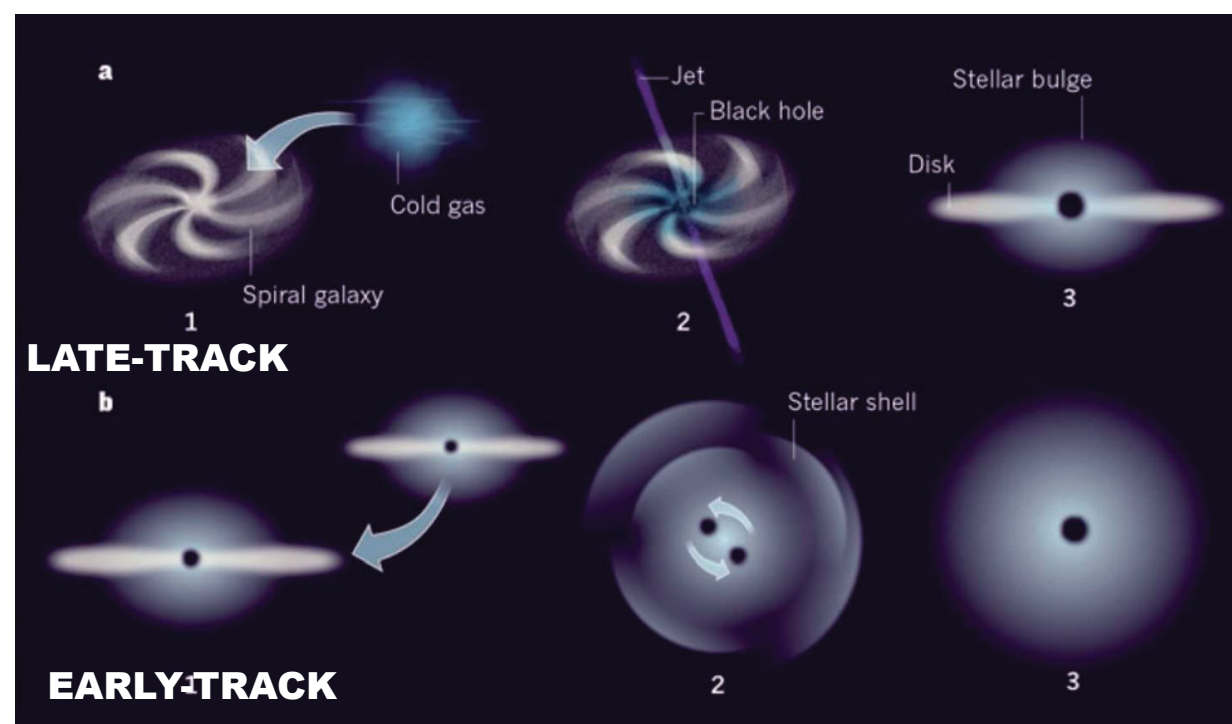 a
Jet
Black hole
Stellar bulge
Disk
Cold gas
Spiral galaxy
1
2
3
LATE-TRACK
b
Stellar shell
EARLY-TRACK
1
2
3